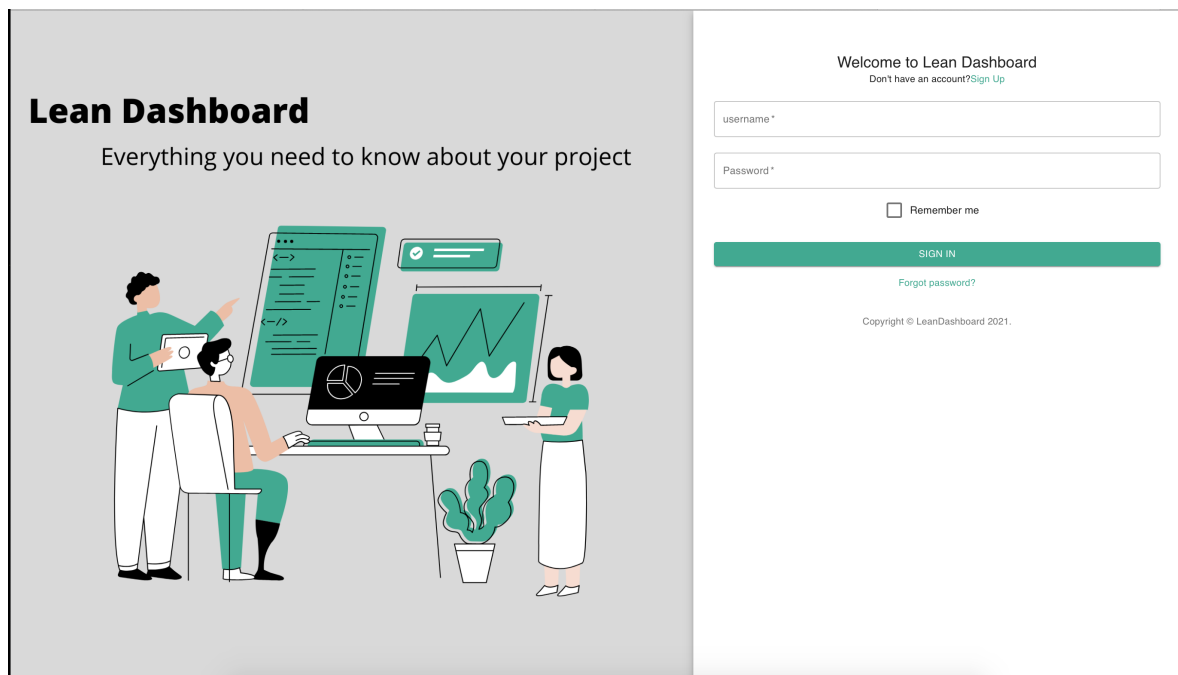 Lean Dashboard
Everything you need to know about your project
Welcome to Lean Dashboard
Don't have an account?Sign Up
username *
Password *
Remember me
SIGN IN
Forgot password?
Copyright © LeanDashboard 2021.